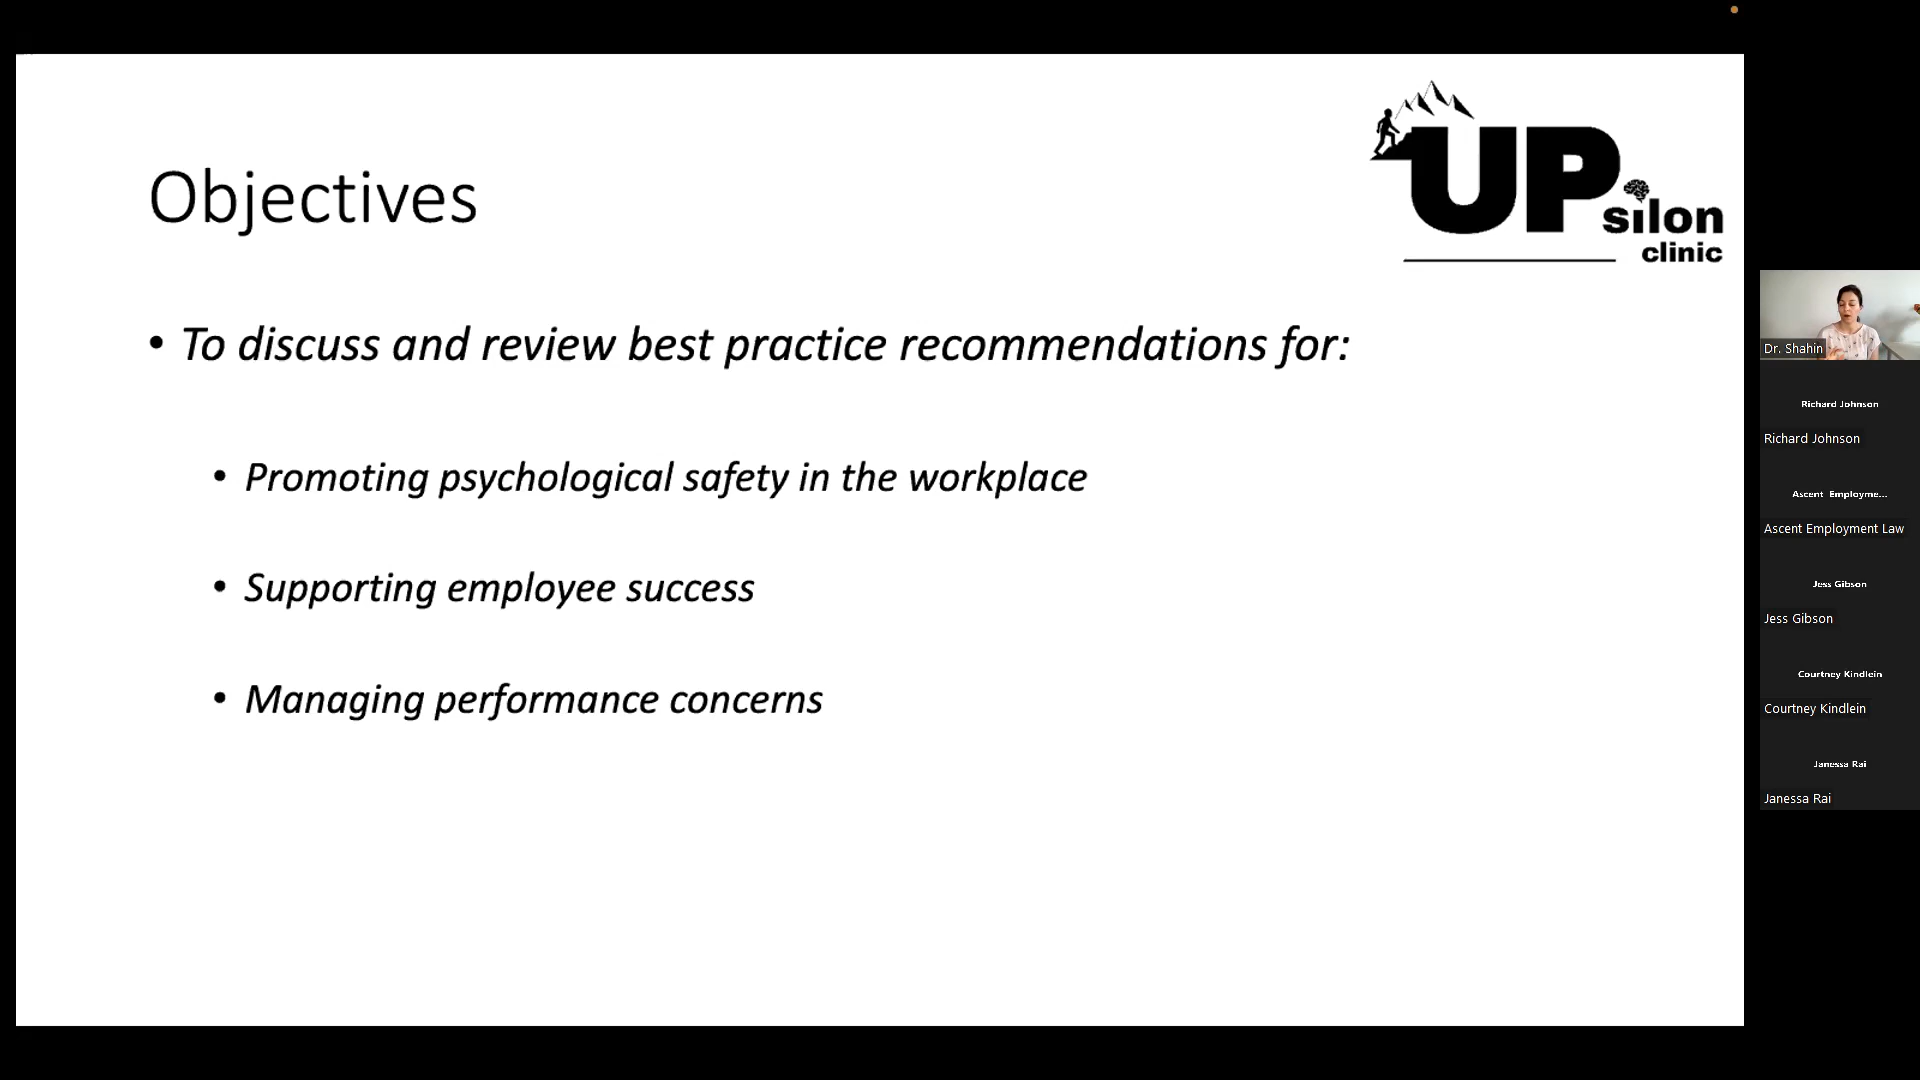 Objectives
UPsilon
clinic
• To discuss and review best practice recommendations for:
• Promoting psychological safety in the workplace
• Supporting employee success
• Managing performance concerns
Dr. Shahin
Richard Johnson
Richard Johnson
Ascent Employme...
Ascent Employment Law
Jess Gibson
Jess Gibson
Courtney Kindlein
Courtney Kindlein
Janessa Rai
Janessa Rai